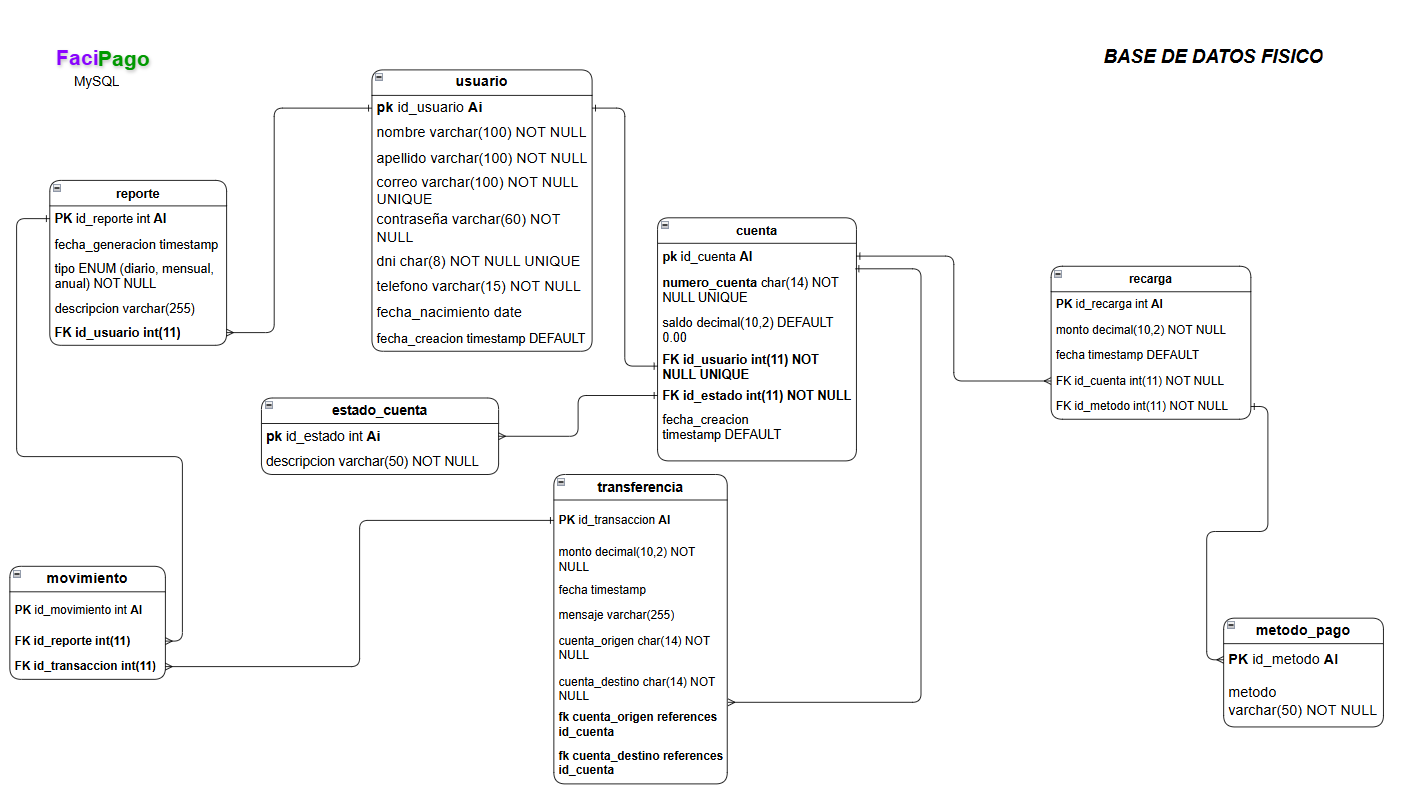 FaciPago
MySQL
BASE DE DATOS FISICO
usuario
pk id_usuario Ai
nombre varchar(100) NOT NULL
apellido varchar(100) NOT NULL
correo varchar(100) NOT NULL
UNIQUE
contraseña varchar(60) NOT
NULL
dni char(8) NOT NULL UNIQUE
telefono varchar(15) NOT NULL
fecha_nacimiento date
fecha_creacion timestamp DEFAULT
reporte
PK id_reporte int AI
fecha_generacion timestamp
tipo ENUM (diario, mensual,
anual) NOT NULL
descripcion varchar(255)
FK id_usuario int(11)
cuenta
pk id_cuenta AI
numero_cuenta char(14) NOT
NULL UNIQUE
saldo decimal(10,2) DEFAULT
0.00
FK id_usuario int(11) NOT
NULL UNIQUE
FK id_estado int(11) NOT NULL
fecha_creacion
timestamp DEFAULT
recarga
PK id_recarga int AI
monto decimal(10,2) NOT NULL
fecha timestamp DEFAULT
FK id_cuenta int(11) NOT NULL
FK id_metodo int(11) NOT NULL
estado_cuenta
pk id_estado int Ai
descripcion varchar(50) NOT NULL
transferencia
PK id_transaccion AI
monto decimal(10,2) NOT
NULL
fecha timestamp
mensaje varchar(255)
cuenta_origen char(14) NOT
NULL
cuenta_destino char(14) NOT
NULL
fk cuenta_origen references
id_cuenta
fk cuenta_destino references
id_cuenta
movimiento
PK id_movimiento int AI
FK id_reporte int(11)
FK id_transaccion int(11)
metodo_pago
PK id_metodo AI
metodo
varchar(50) NOT NULL